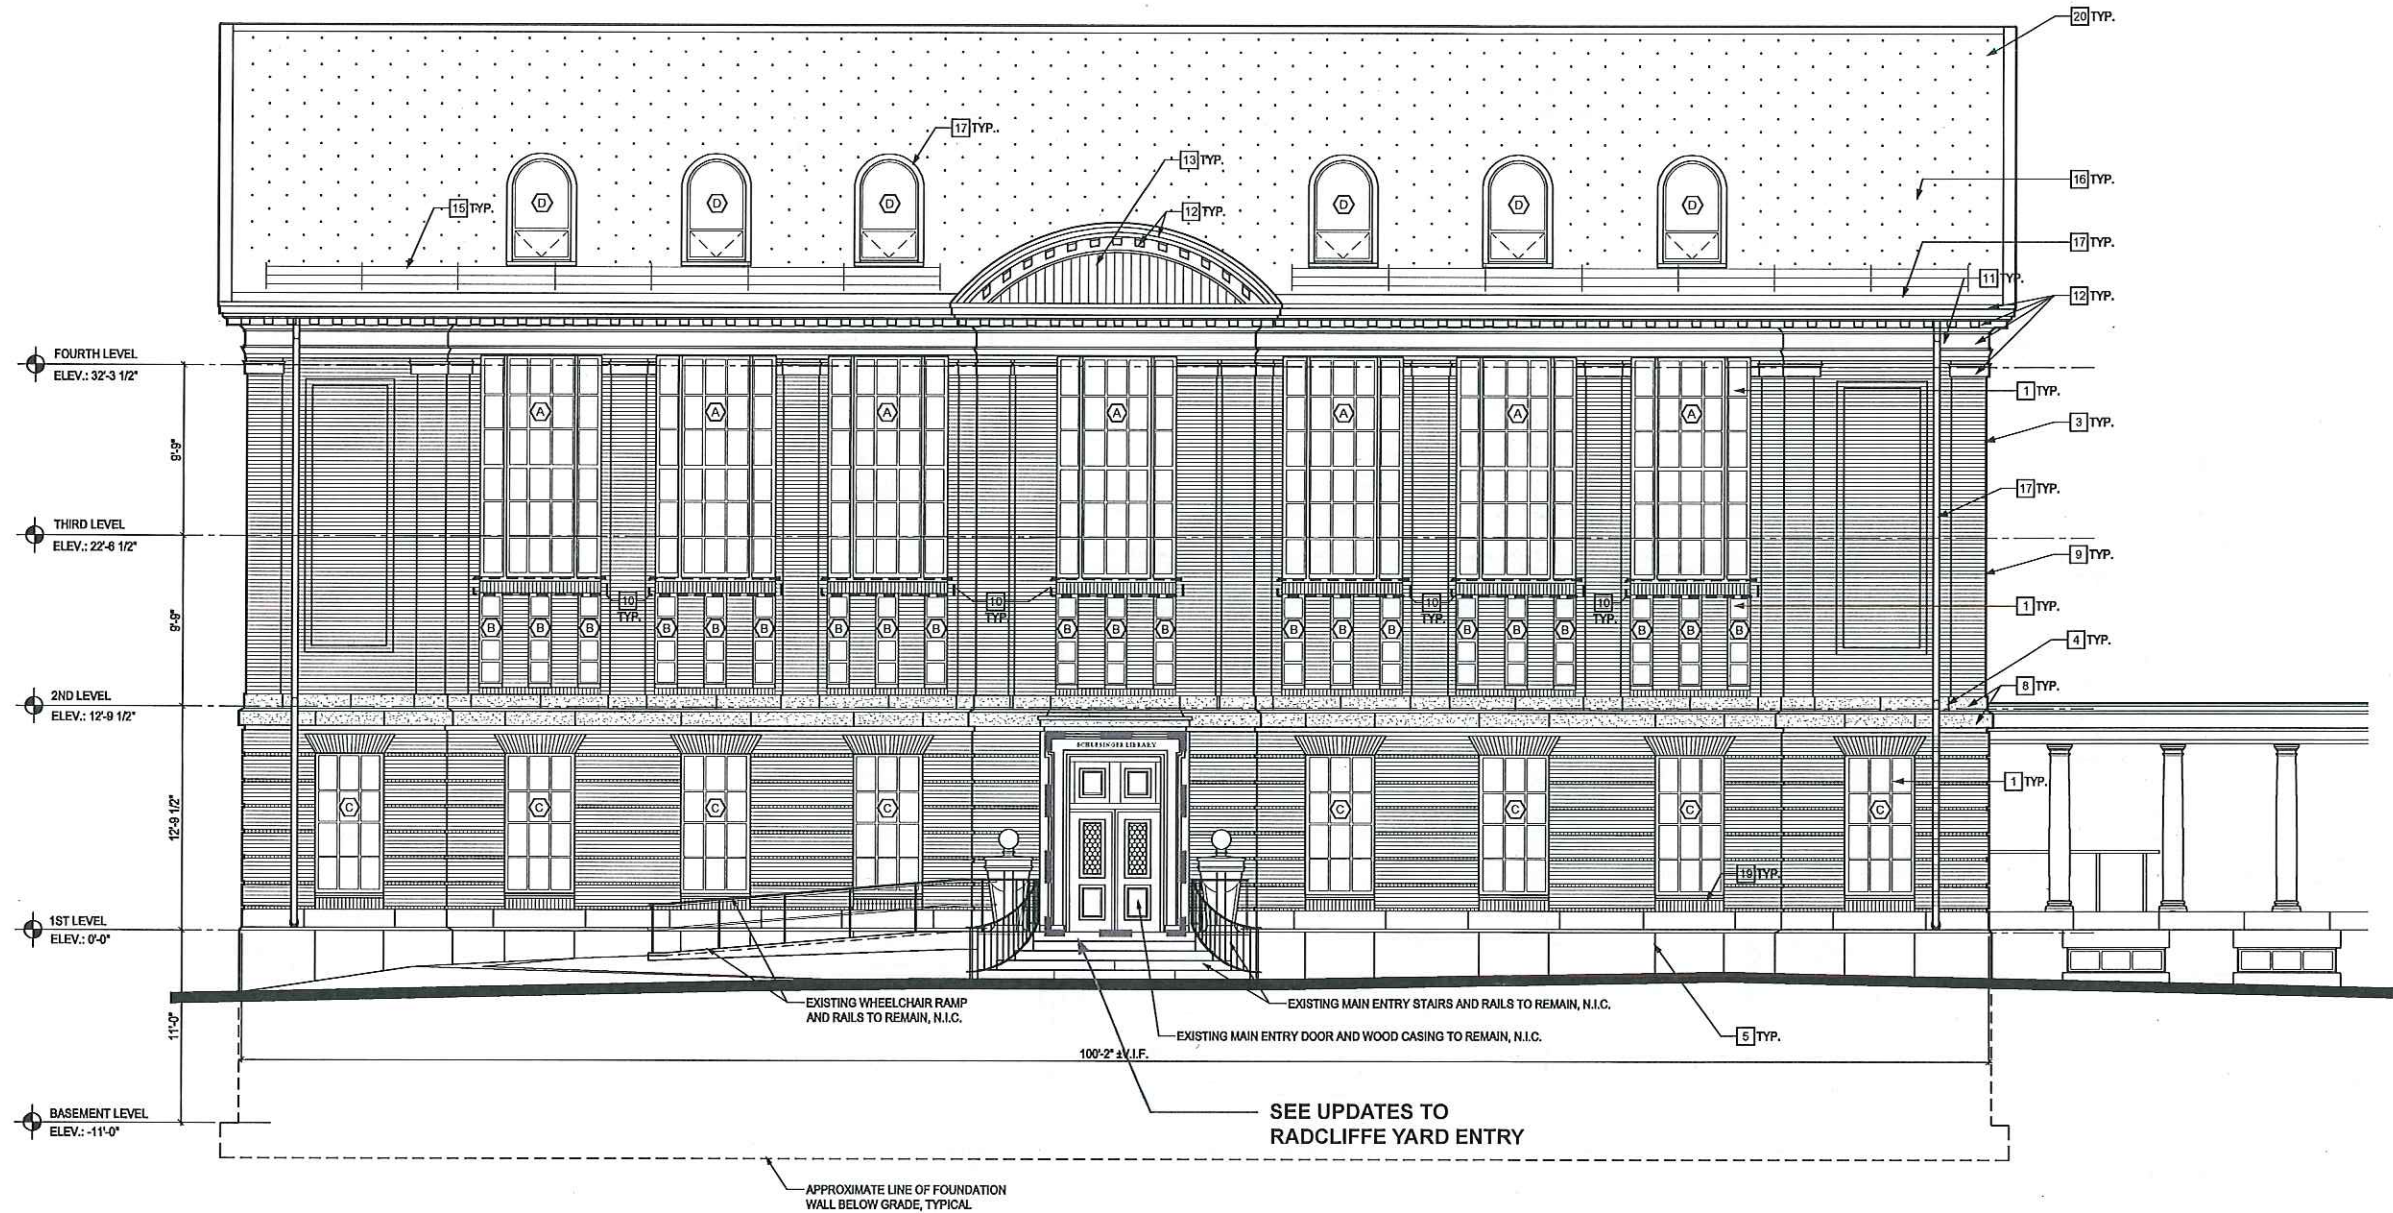 20 TYP.
17 TYP.
13 TYP.
16 TYP.
D D D D D D
15 TYP.
12 TYP.
17 TYP.
11 TYP.
12 TYP.
FOURTH LEVEL
ELEV.: 32'-3 1/2"
1 TYP.
A A A A A A A
3 TYP.
9'-9"
17 TYP.
THIRD LEVEL
ELEV.: 22'-6 1/2"
9 TYP.
10 10 10 10
TYP. TYP. TYP. TYP.
1 TYP.
9'-9"
B B B B B B B B B B B B B B B B B B B B B
4 TYP.
8 TYP.
2ND LEVEL
ELEV.: 12'-9 1/2"
SCHLESINGER LIBRARY
1 TYP.
12'-9 1/2"
C C C C C C C C
19 TYP.
1ST LEVEL
ELEV.: 0'-0"
EXISTING WHEELCHAIR RAMP
AND RAILS TO REMAIN, N.I.C.
EXISTING MAIN ENTRY STAIRS AND RAILS TO REMAIN, N.I.C.
11'-0"
EXISTING MAIN ENTRY DOOR AND WOOD CASING TO REMAIN, N.I.C.
5 TYP.
100'-2" ± V.I.F.
BASEMENT LEVEL
ELEV.: -11'-0"
SEE UPDATES TO
RADCLIFFE YARD ENTRY
APPROXIMATE LINE OF FOUNDATION
WALL BELOW GRADE, TYPICAL